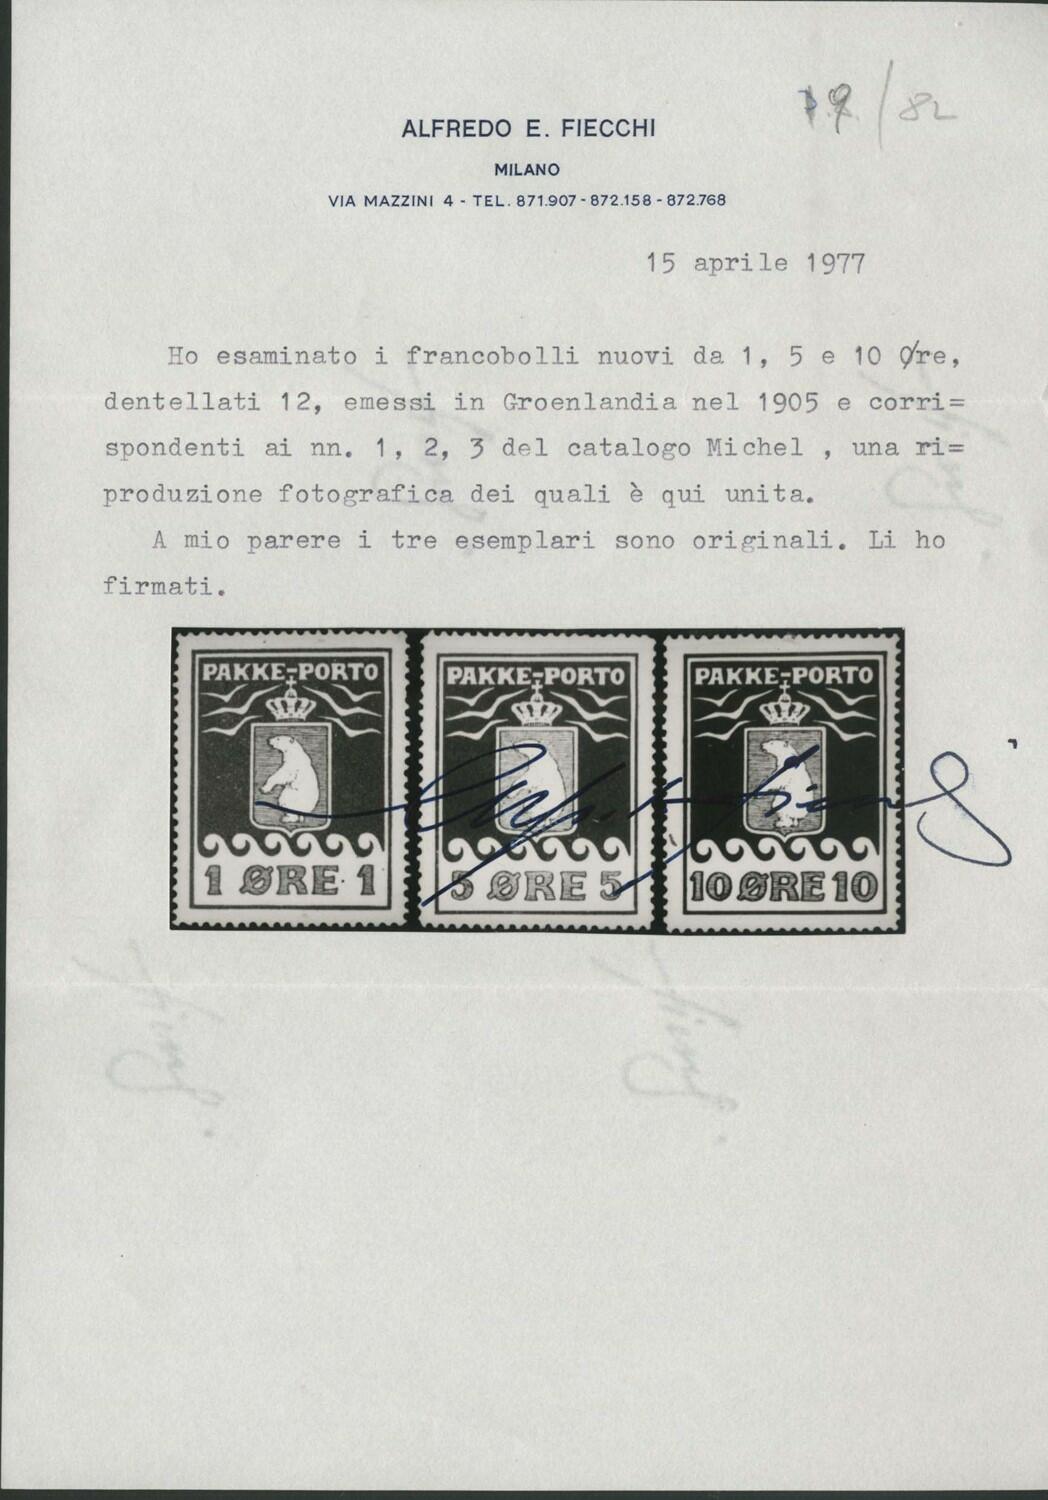 19/82
ALFREDO E. FIECCHI
MILANO
VIA MAZZINI 4 - TEL. 871.907 - 872.158 - 872.768
15 aprile 1977
Ho esaminato i francobolli nuovi da 1, 5 e 10 Øre,
dentellati 12, emessi in Groenlandia nel 1905 e corri=
spondenti ai nn. 1, 2, 3 del catalogo Michel , una ri=
produzione fotografica dei quali è qui unita.
A mio parere i tre esemplari sono originali. Li ho
firmati.
PAKKE-PORTO
1 ØRE 1
PAKKE-PORTO
5 ØRE 5
PAKKE-PORTO
10 ØRE 10